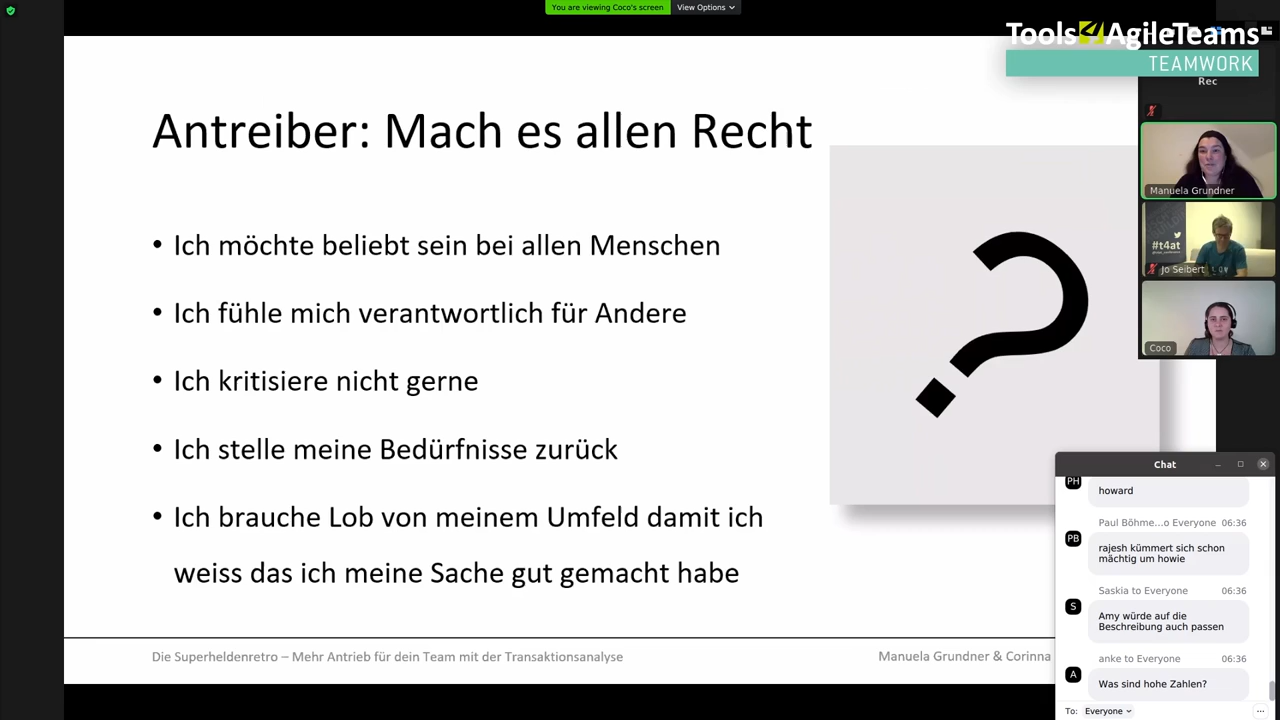 You are viewing Coco's screen
View Options
Tools4AgileTeams
TEAMWORK
Rec
Antreiber: Mach es allen Recht
• Ich möchte beliebt sein bei allen Menschen
• Ich fühle mich verantwortlich für Andere
• Ich kritisiere nicht gerne
• Ich stelle meine Bedürfnisse zurück
• Ich brauche Lob von meinem Umfeld damit ich
weiss das ich meine Sache gut gemacht habe
Die Superheldenretro – Mehr Antrieb für dein Team mit der Transaktionsanalyse
Manuela Grundner & Corinna
Manuela Grundner
#t4at
Jo Seibert
Coco
Chat
PH
howard
Paul Böhme...o Everyone 06:36
PB
rajesh kümmert sich schon
mächtig um howie
Saskia to Everyone 06:36
S
Amy würde auf die
Beschreibung auch passen
anke to Everyone 06:36
A
Was sind hohe Zahlen?
To: Everyone